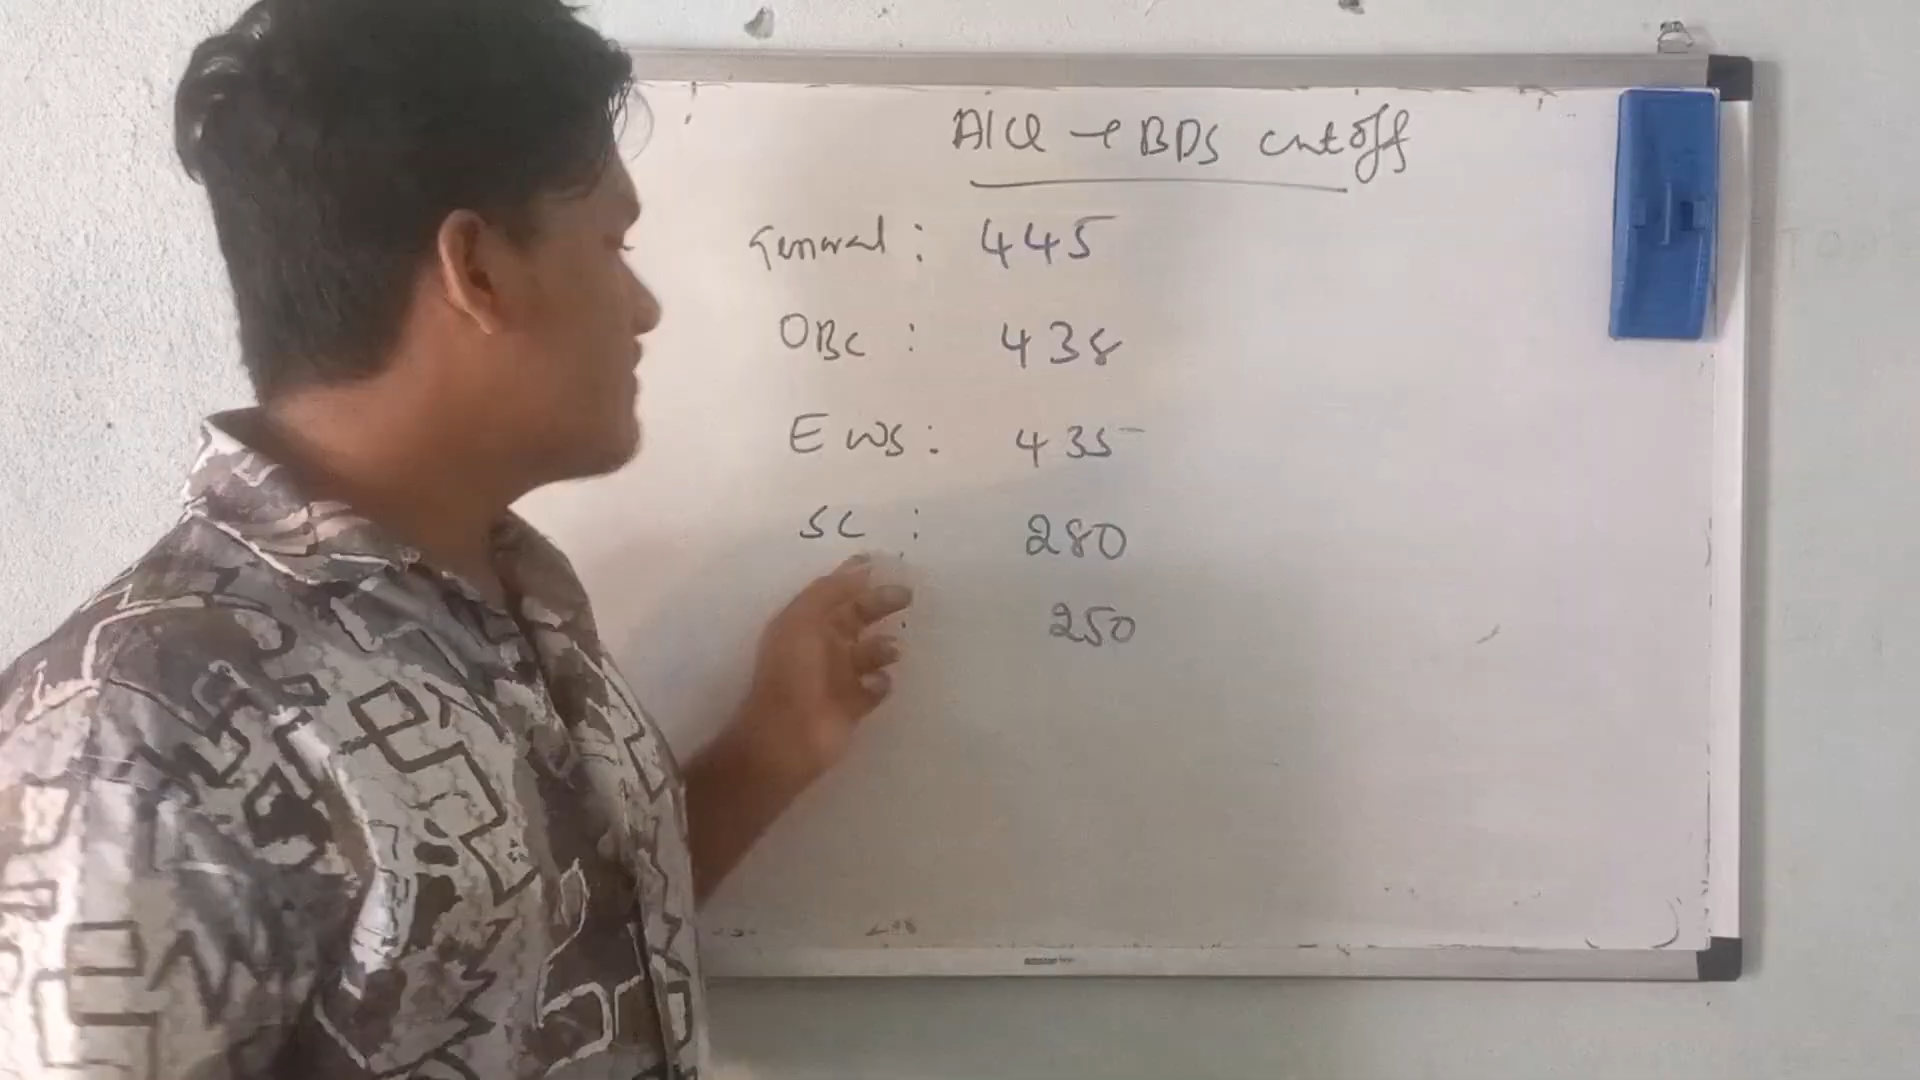 AIQ → BDS cutoff
General : 445
OBC : 438
EWS : 435
SC : 280
: 250